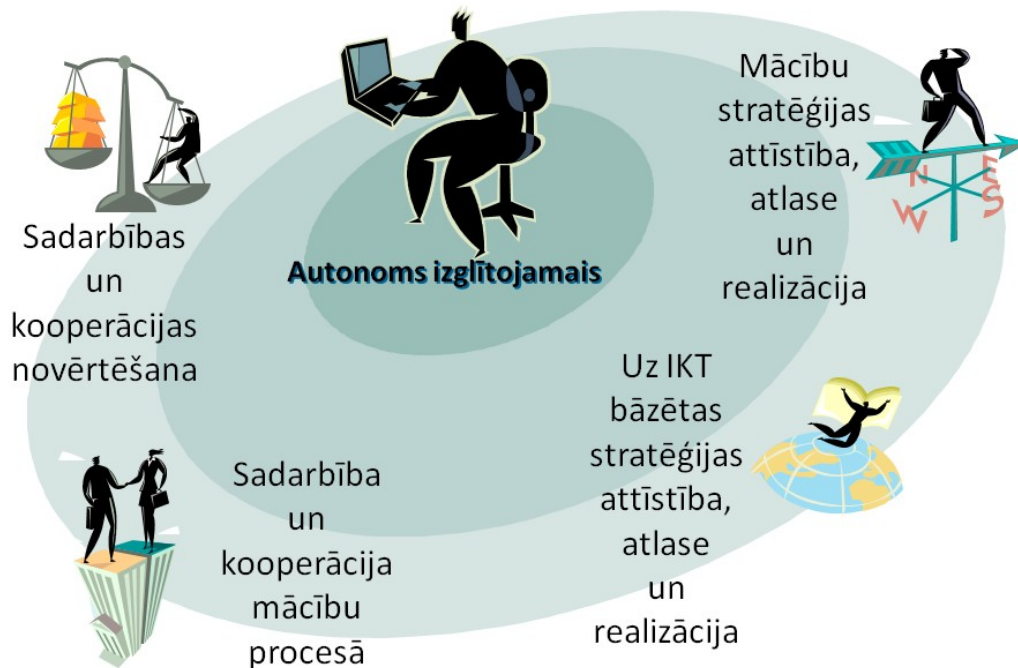 Autonoms izglītojamais
Mācību
stratēģijas
attīstība,
atlase
un
realizācija
N
E
W
S
Uz IKT
bāzētas
stratēģijas
attīstība,
atlase
un
realizācija
Sadarbība
un
kooperācija
mācību
procesā
Sadarbības
un
kooperācijas
novērtēšana